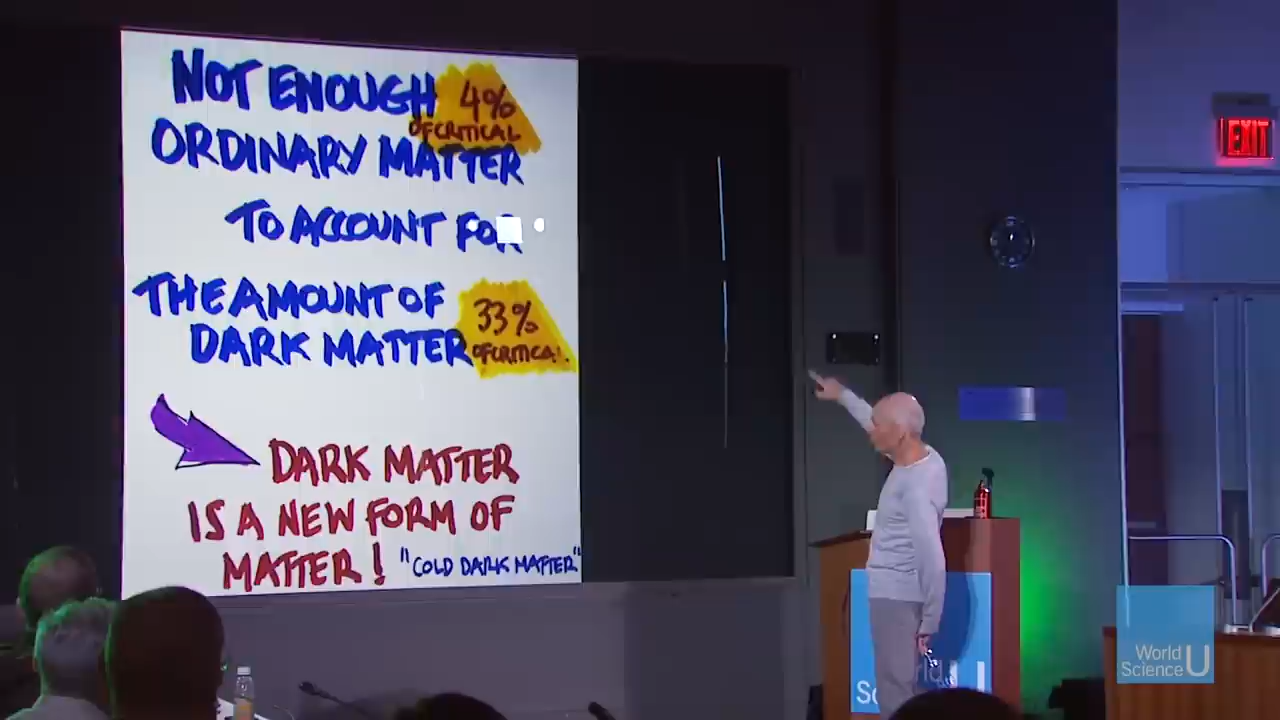 NOT ENOUGH 4%
OF CRITICAL
ORDINARY MATTER
TO ACCOUNT FOR
THE AMOUNT OF 33%
DARK MATTER OF CRITICAL
DARK MATTER
IS A NEW FORM OF
MATTER! "COLD DARK MATTER"
EXIT
World
Science U